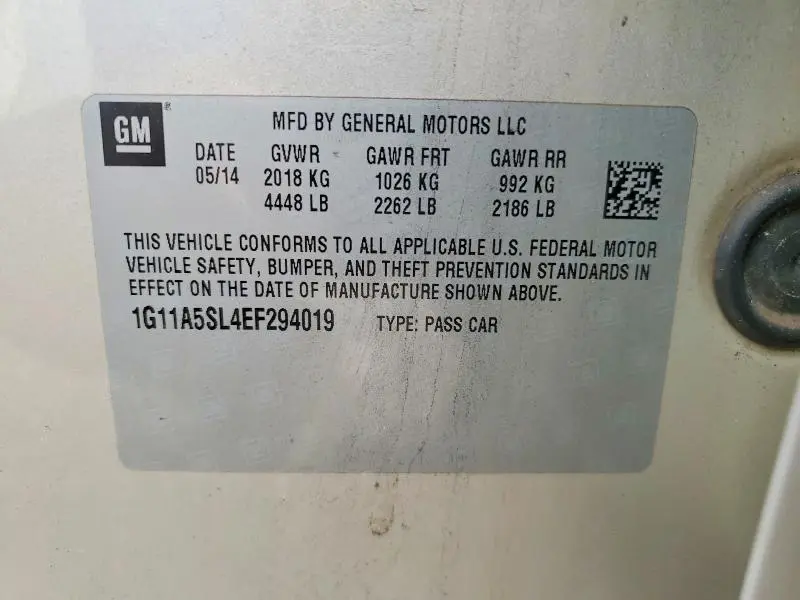 GM®
MFD BY GENERAL MOTORS LLC
DATE GVWR GAWR FRT GAWR RR
05/14 2018 KG 1026 KG 992 KG
4448 LB 2262 LB 2186 LB
THIS VEHICLE CONFORMS TO ALL APPLICABLE U.S. FEDERAL MOTOR
VEHICLE SAFETY, BUMPER, AND THEFT PREVENTION STANDARDS IN
EFFECT ON THE DATE OF MANUFACTURE SHOWN ABOVE.
1G11A5SL4EF294019 TYPE: PASS CAR